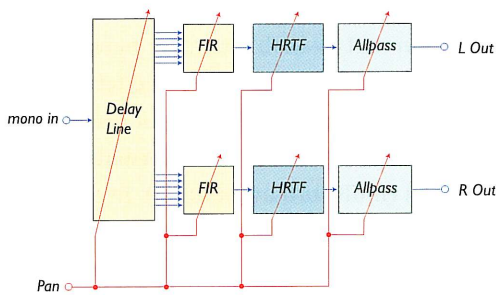 FIR HRTF Allpass L Out
mono in Delay
Line
FIR HRTF Allpass R Out
Pan